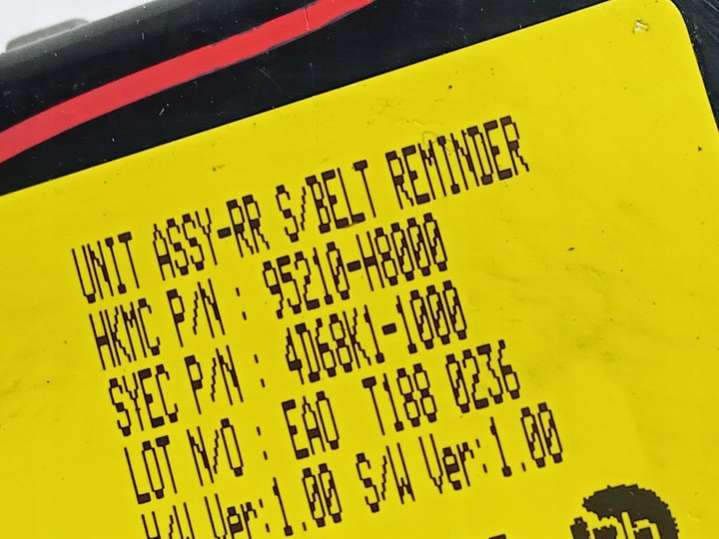 UNIT ASSY-RR S/BELT REMINDER
HKMC P/N : 95210-H8000
SYEC P/N : 4D68K1-1000
LOT N/O : EAO T188 0236
H/W Ver:1.00 S/W Ver:1.00
Pb